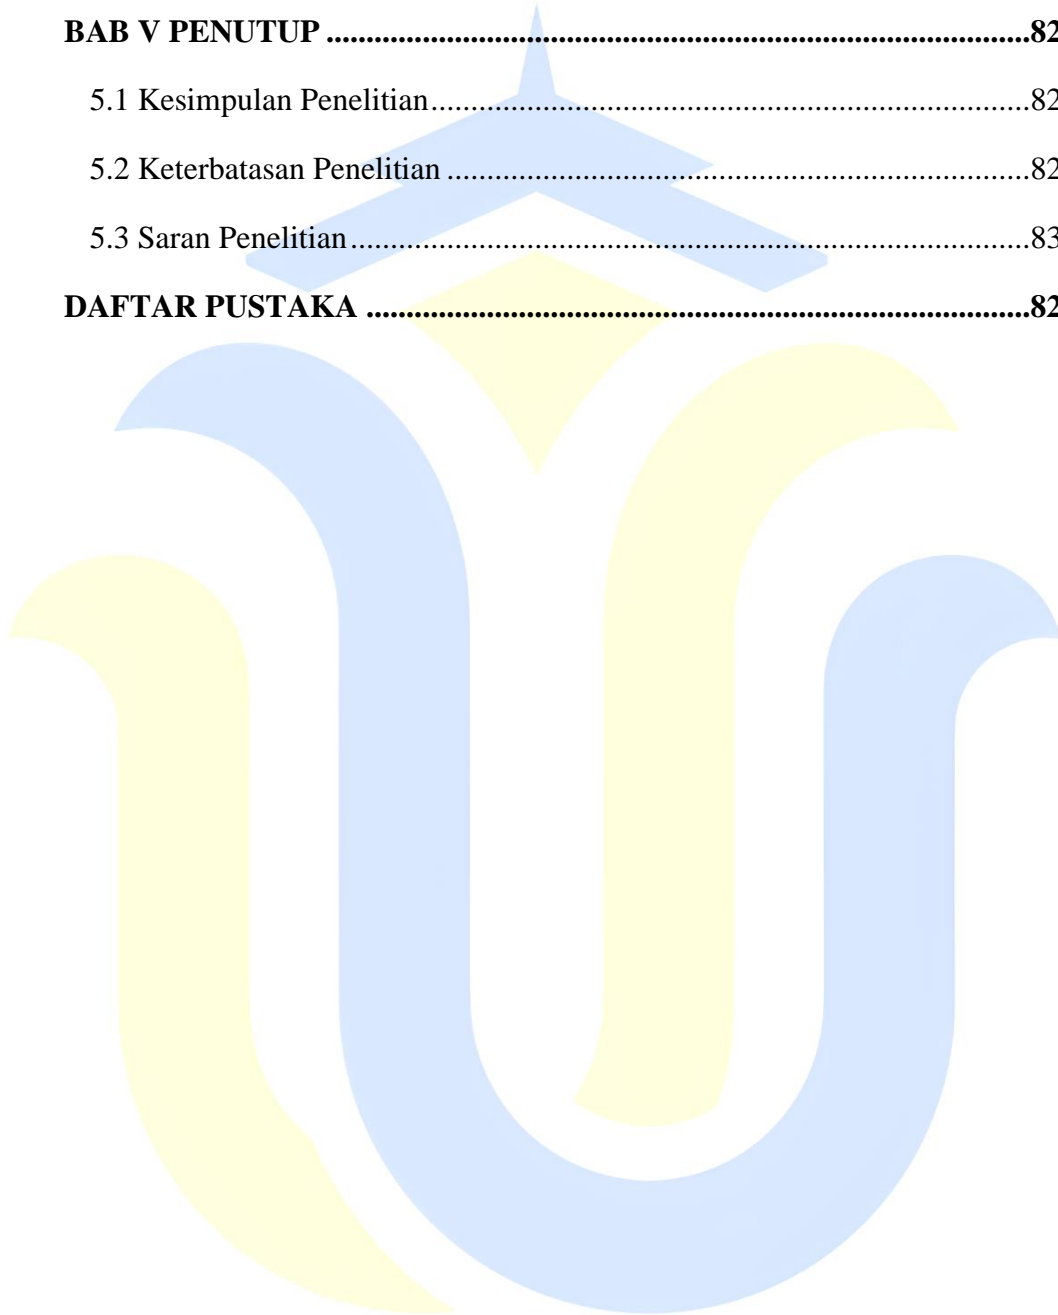 BAB V PENUTUP ..........................................................................................82
5.1 Kesimpulan Penelitian...........................................................................82
5.2 Keterbatasan Penelitian .........................................................................82
5.3 Saran Penelitian.....................................................................................83
DAFTAR PUSTAKA .....................................................................................82